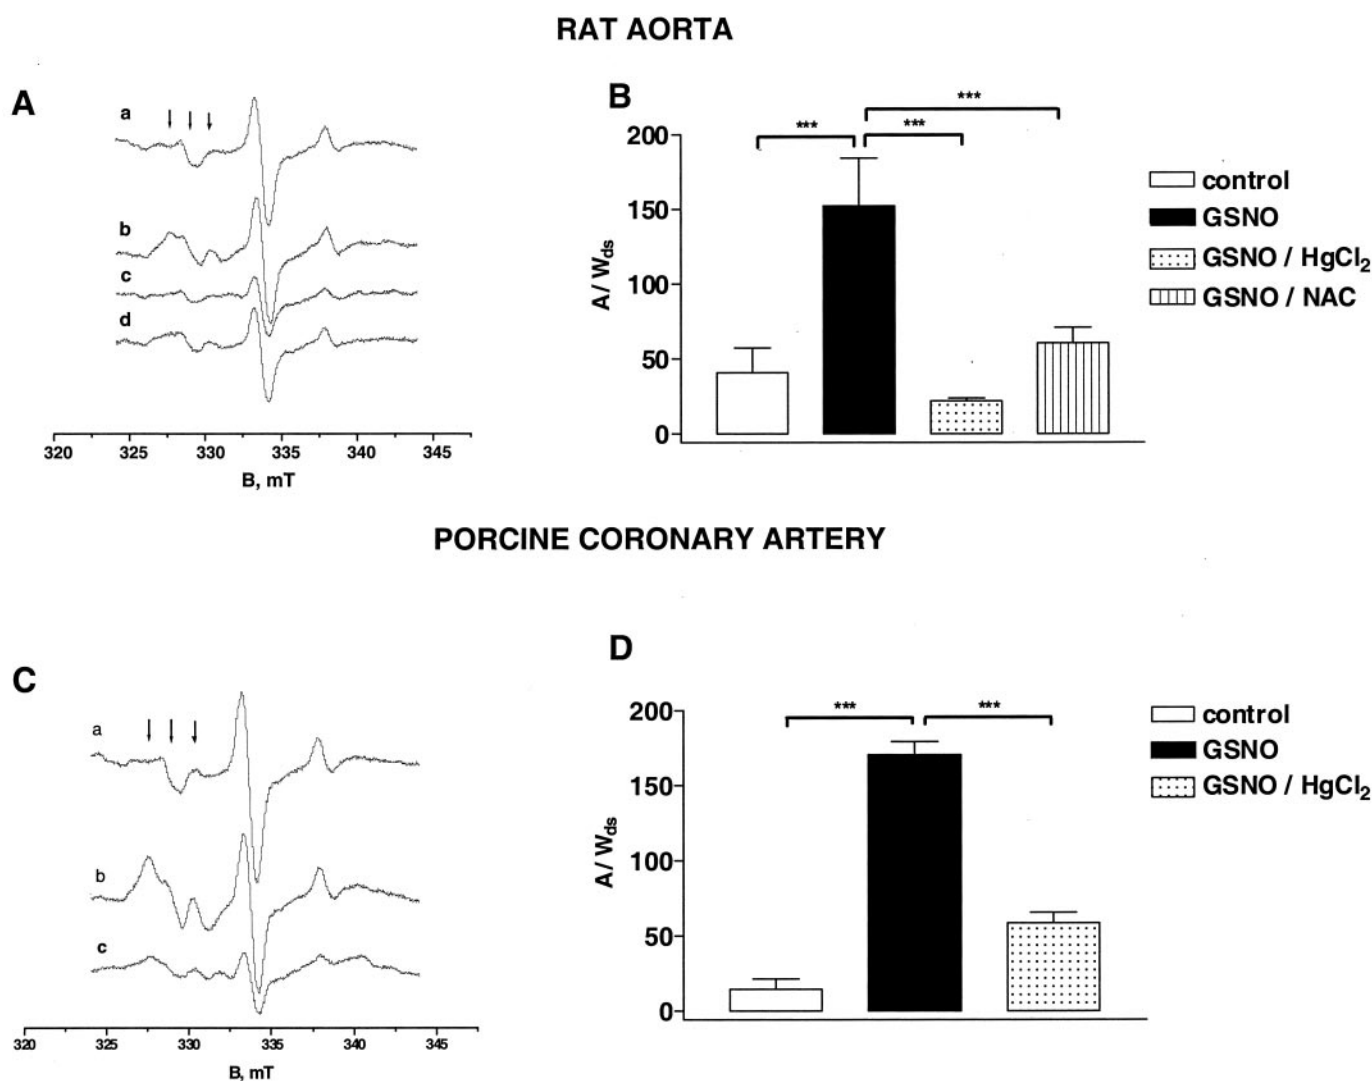 RAT AORTA
A
a
b
c
d
320 325 330 335 340 345
B, mT
B
***
*** ***
200
150
100
50
0
A/ Wds
control
GSNO
GSNO / HgCl2
GSNO / NAC
PORCINE CORONARY ARTERY
C
a
b
c
320 325 330 335 340 345
B, mT
D
*** ***
200
150
100
50
0
A/ Wds
control
GSNO
GSNO / HgCl2